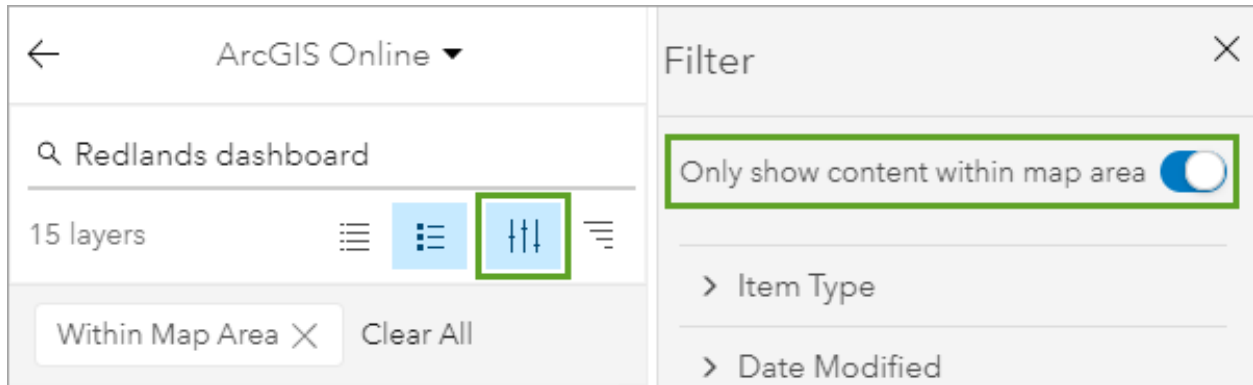 ArcGIS Online
Redlands dashboard
15 layers
Within Map Area
Clear All
Filter
Only show content within map area
Item Type
Date Modified